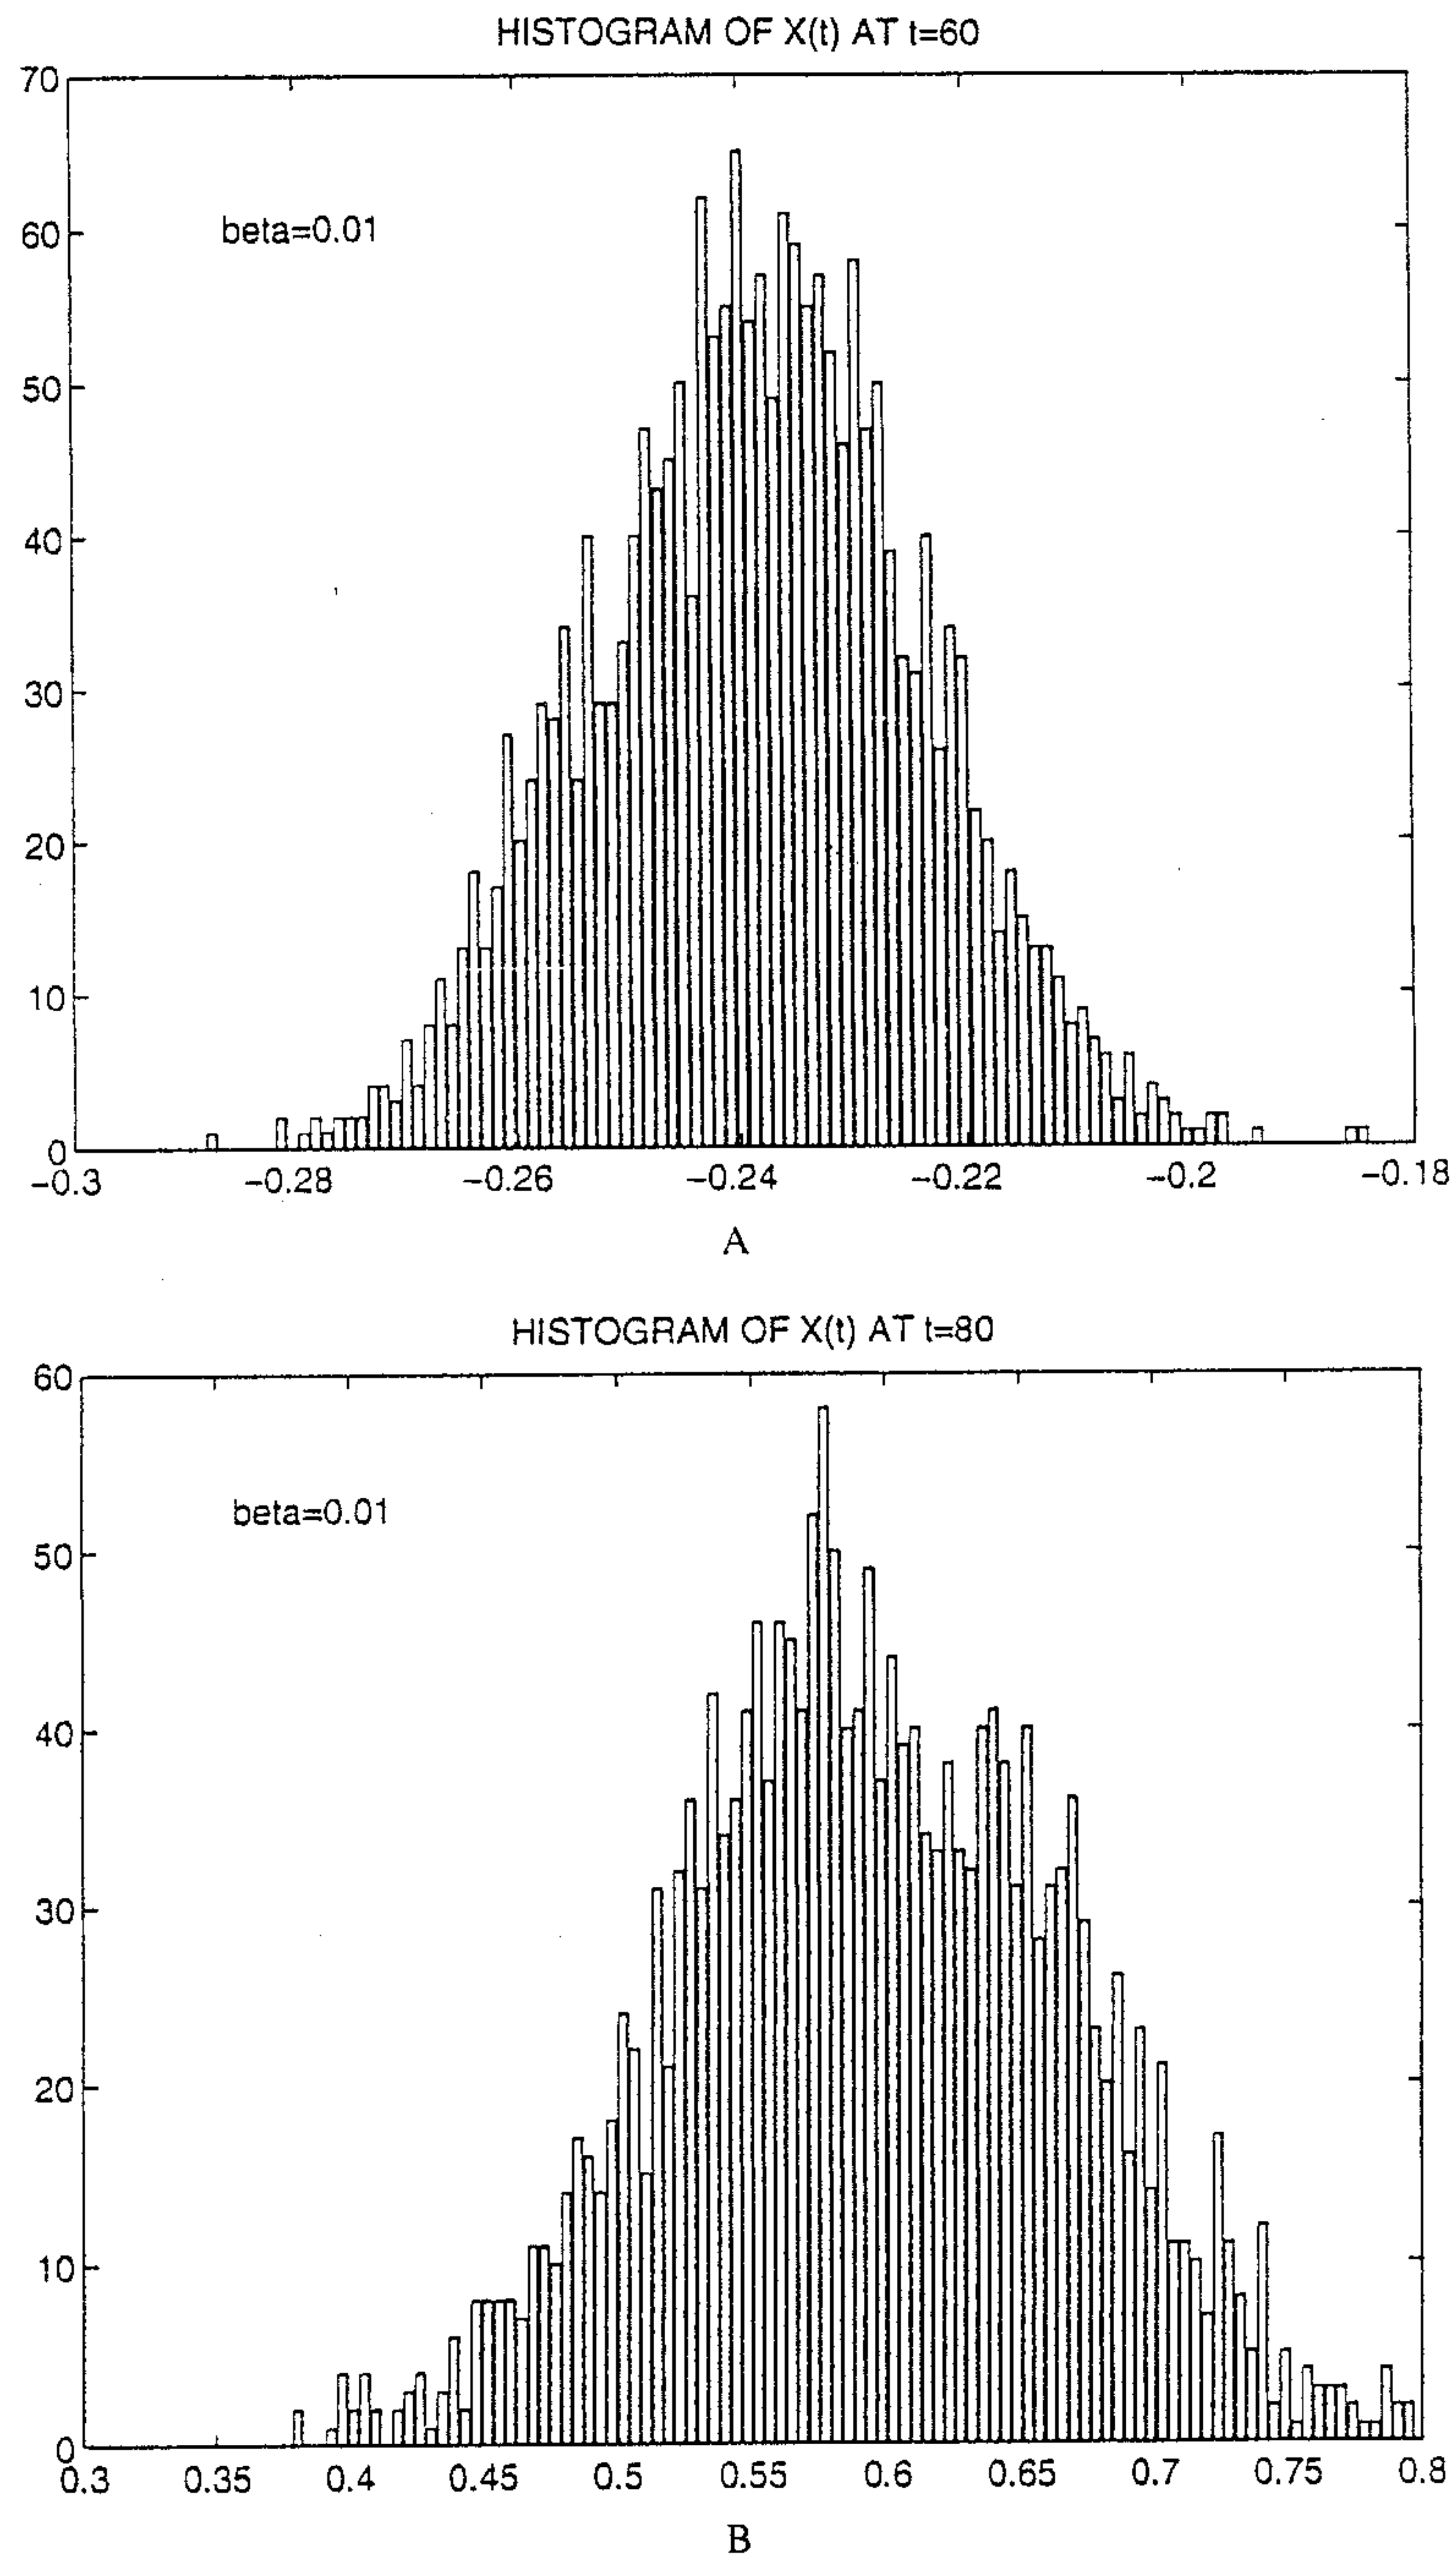 HISTOGRAM OF X(t) AT t=60
70
beta=0.01
60
50
40
30
20
10
0
-0.3 -0.28 -0.26 -0.24 -0.22 -0.2 -0.18
A
HISTOGRAM OF X(t) AT t=80
60
beta=0.01
50
40
30
20
10
0
0.3 0.35 0.4 0.45 0.5 0.55 0.6 0.65 0.7 0.75 0.8
B